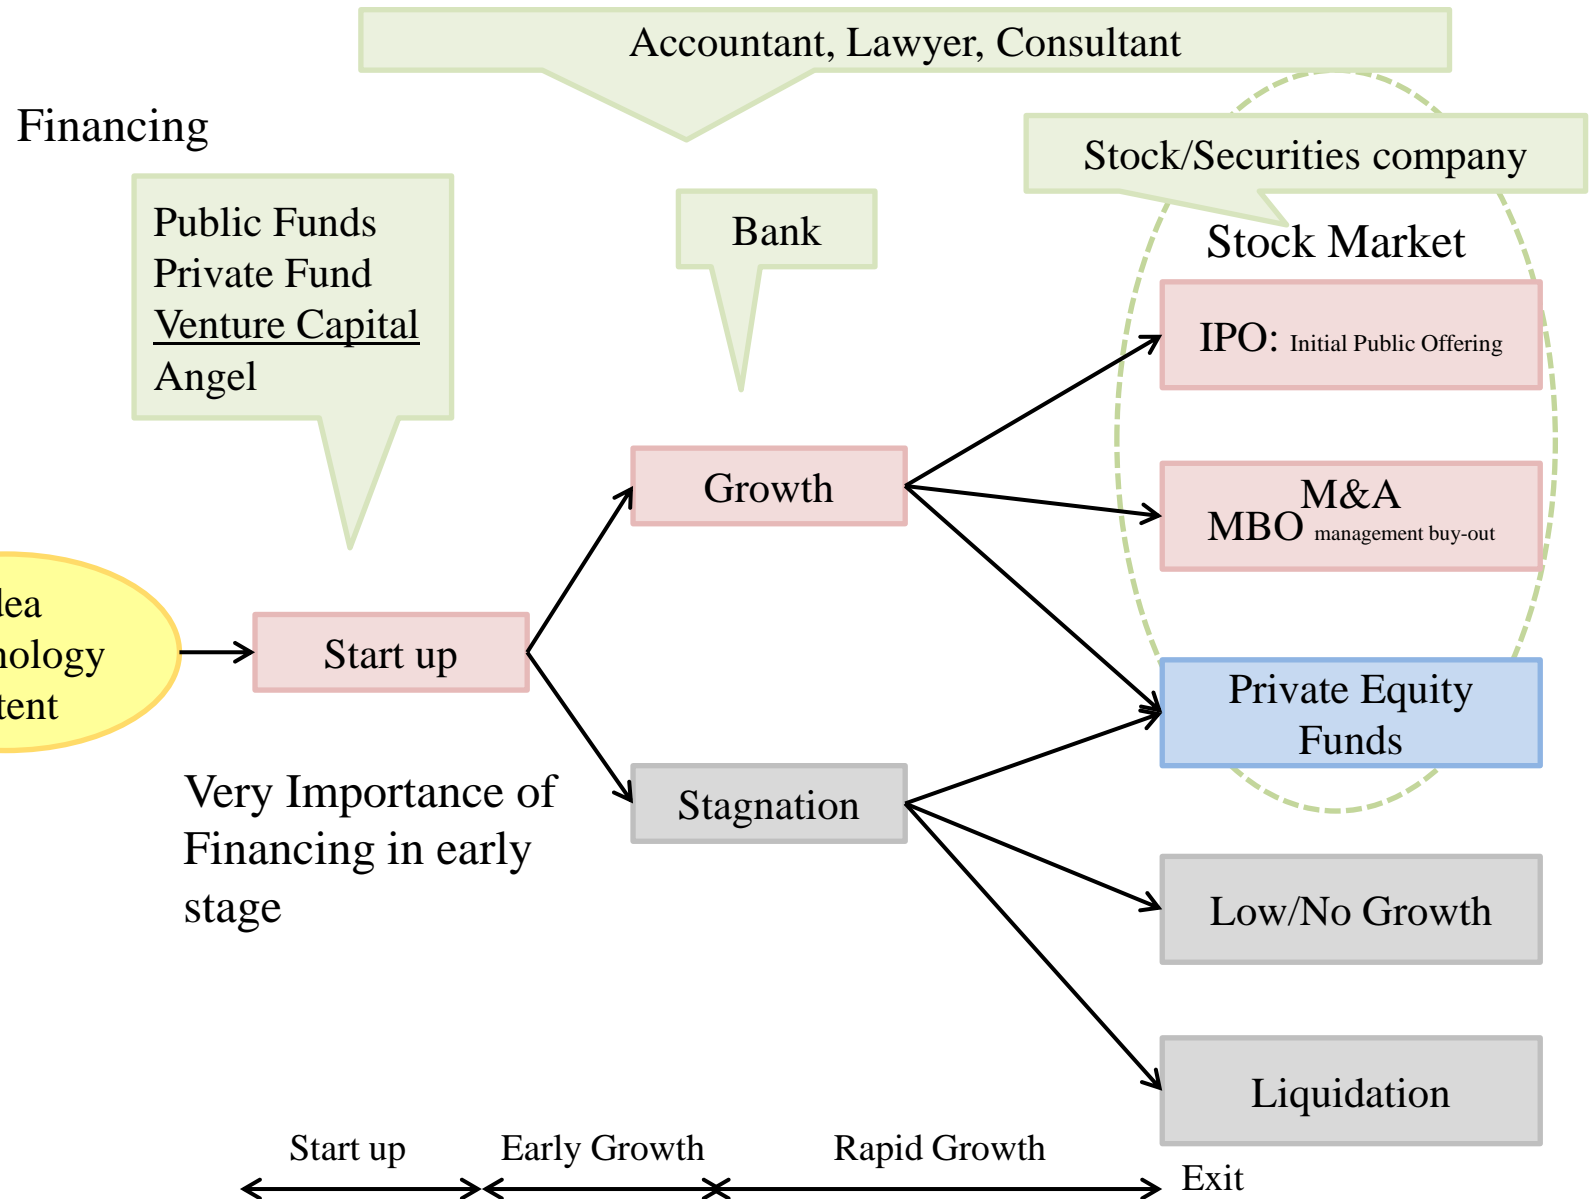 Accountant, Lawyer, Consultant
Financing
Stock/Securities company
Public Funds
Private Fund
Venture Capital
Angel
Bank
Stock Market
IPO: Initial Public Offering
Growth
M&A
MBO management buy-out
Start up
Private Equity
Funds
Very Importance of
Financing in early
stage
Stagnation
Low/No Growth
Liquidation
Start up
Early Growth
Rapid Growth
Exit